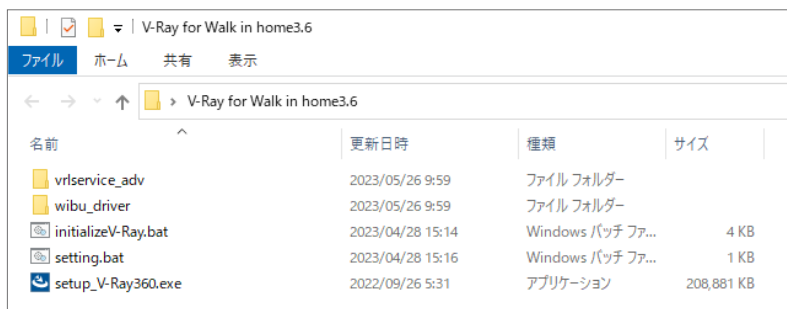 V-Ray for Walk in home3.6
ファイル ホーム 共有 表示
V-Ray for Walk in home3.6
名前 更新日時 種類 サイズ
vrlservice_adv 2023/05/26 9:59 ファイル フォルダー
wibu_driver 2023/05/26 9:59 ファイル フォルダー
initializeV-Ray.bat 2023/04/28 15:14 Windows バッチ ファ... 4 KB
setting.bat 2023/04/28 15:16 Windows バッチ ファ... 1 KB
setup_V-Ray360.exe 2022/09/26 5:31 アプリケーション 208,881 KB